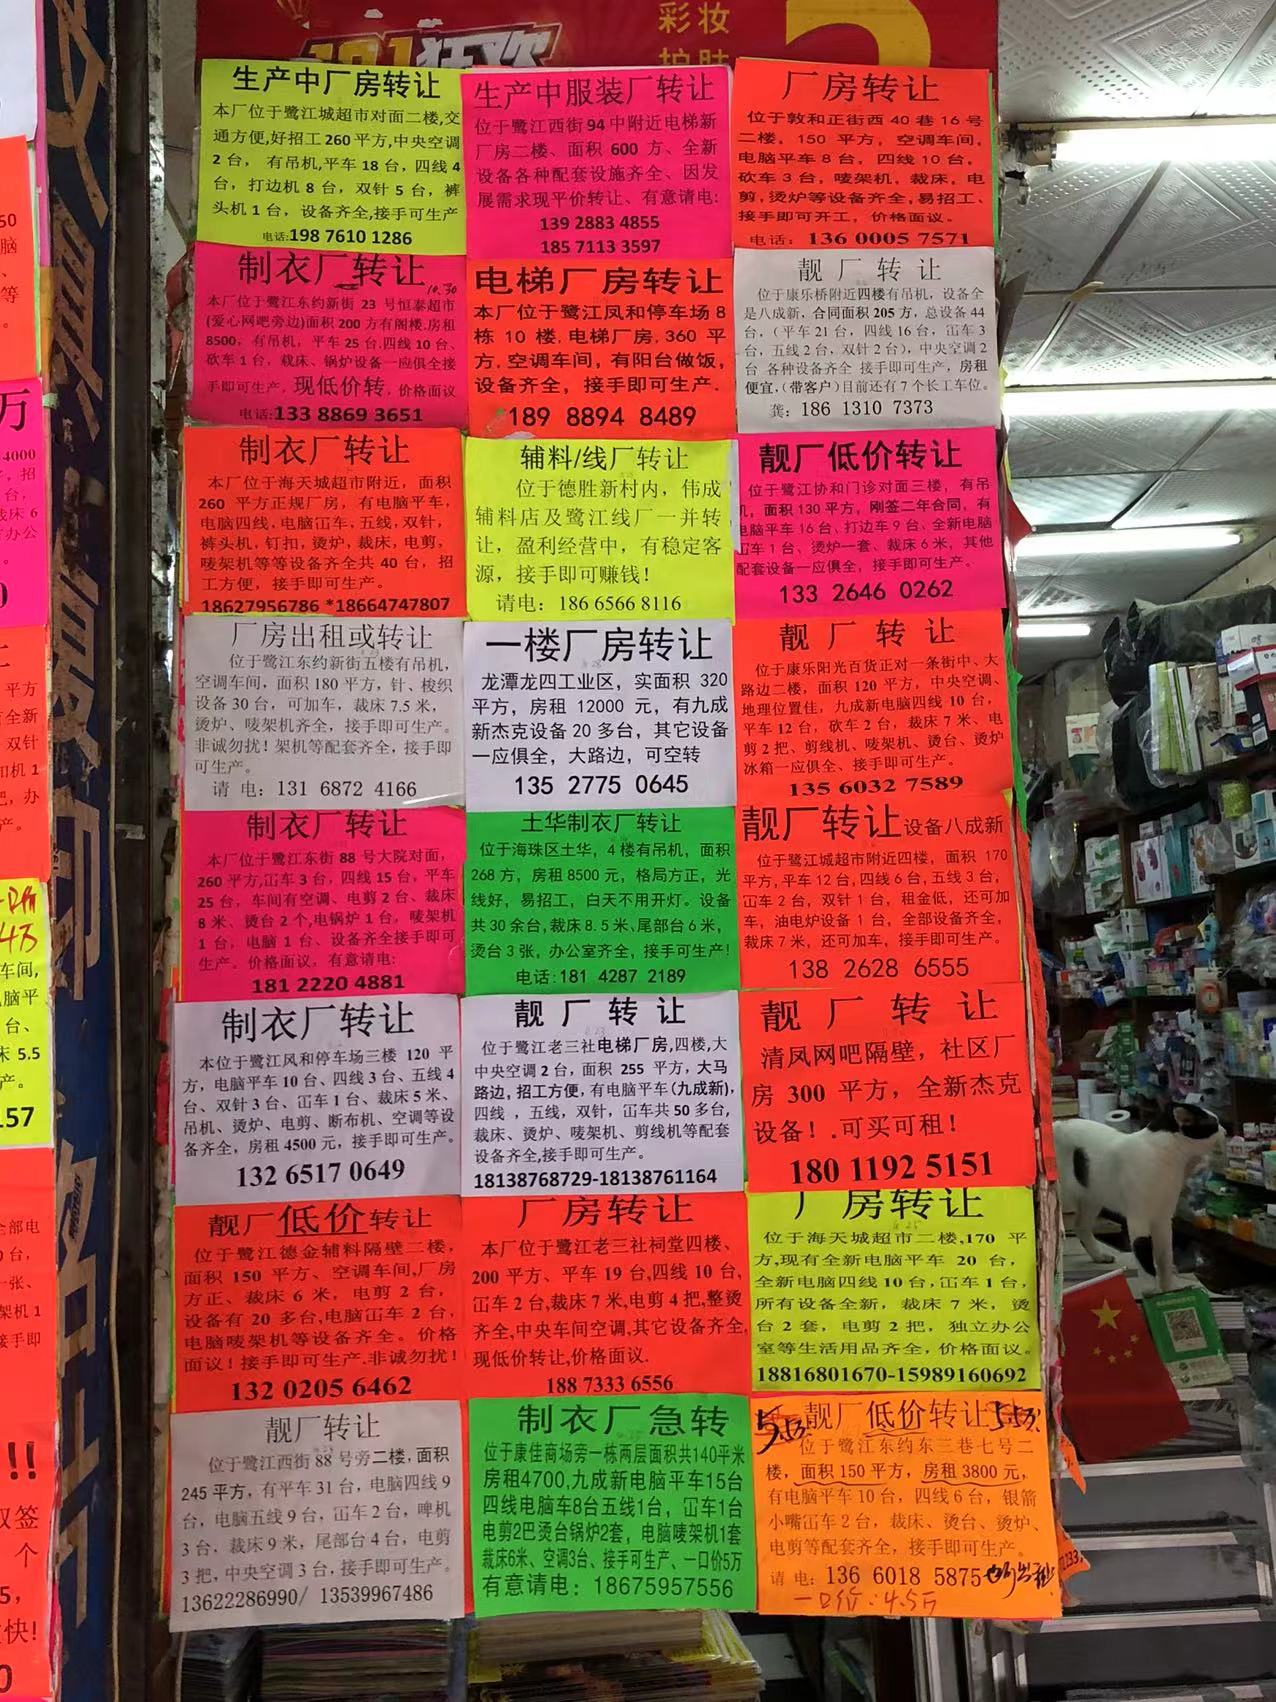 彩妆
护肤
生产中厂房转让
本厂位于鹭江城超市对面二楼,交
通方便,好招工260平方,中央空调
2台，有吊机,平车18台，四线4
台，打边机8台，双针5台，裤
头机1台，设备齐全,接手可生产
电话:198 7610 1286
生产中服装厂转让
位于鹭江西街94中附近电梯新
厂房二楼、面积 600 方、全新
设备各种配套设施齐全、因发
展需求现平价转让、有意请电:
139 2883 4855
185 7113 3597
厂房转让
位于敦和正街西40巷16号
二楼，150 平方，空调车间,
电脑平车8台，四线10台，
砍车3台，唛架机，裁床，电
剪,烫炉等设备齐全,易招工、
接手即可开工，价格面议。
电话：136 0005 7571
制衣厂转让
10.30
本厂位于鹭江东约新街 23 号恒泰超市
(爱心网吧旁边)面积 200 方有阁楼.房租
8500，有吊机，平车 25 台.四线 10 台、
砍车 1 台，裁床、锅炉设备一应俱全接
手即可生产，现低价转，价格面议
电话:133 8869 3651
电梯厂房转让
本厂位于鹭江凤和停车场8
栋10楼.电梯厂房,360 平
方,空调车间，有阳台做饭,
设备齐全，接手即可生产.
189 8894 8489
靓厂转让
位于康乐桥附近四楼有吊机，设备全
是八成新，合同面积 205 方，总设备 44
台，（平车 21 台，四线 16 台，冚车 3
台，五线 2 台，双针 2 台），中央空调 2
台 各种设备齐全 接手即可生产，房租
便宜，(带客户）目前还有 7 个长工车位。
龚：186 1310 7373
制衣厂转让
本厂位于海天城超市附近，面积
260 平方正规厂房，有电脑平车，
电脑四线，电脑冚车，五线，双针，
裤头机，钉扣，烫炉，裁床，电剪，
唛架机等等设备齐全共 40 台，招
工方便，接手即可生产。
18627956786 *18664747807
辅料/线厂转让
位于德胜新村内，伟成
辅料店及鹭江线厂一并转
让，盈利经营中，有稳定客
源，接手即可赚钱！
请电：186 6566 8116
靓厂低价转让
位于鹭江协和门诊对面三楼，有吊
机，面积130平方，刚签二年合同，有
电脑平车16台、打边车9台、全新电脑
冚车1台、烫炉一套、裁床6米，其他
配套设备一应俱全，接手即可生产。
133 2646 0262
厂房出租或转让
位于鹭江东约新街五楼有吊机，
空调车间，面积 180 平方，针、梭织
设备 30 台，可加车，裁床 7.5 米，
烫炉、唛架机齐全，接手即可生产。
非诚勿扰！架机等配套齐全，接手即
可生产。
请 电：131 6872 4166
一楼厂房转让
龙潭龙四工业区，实面积 320
平方，房租 12000 元，有九成
新杰克设备20多台，其它设备
一应俱全，大路边，可空转
135 2775 0645
靓厂转让
位于康乐阳光百货正对一条街中、大
路边二楼，面积 120 平方，中央空调、
地理位置佳，九成新电脑四线 10 台，
平车 12 台，砍车 2 台，裁床 7 米、电
剪 2 把，剪线机、唛架机、烫台、烫炉
冰箱一应俱全、接手即可生产。
135 6032 7589
制衣厂转让
本厂位于鹭江东街 88 号大院对面，
260 平方,冚车 3 台，四线 15 台，平车
25 台，车间有空调、电剪 2 台、裁床
8 米、烫台 2 个,电锅炉 1 台，唛架机
1 台，电脑 1 台、设备齐全接手即可
生产。价格面议，有意请电:
181 2220 4881
土华制衣厂转让
位于海珠区土华，4 楼有吊机，面积
268 方，房租 8500 元，格局方正，光
线好，易招工，白天不用开灯。设备
共30余台,裁床8.5米、尾部台6米，
烫台3张，办公室齐全，接手可生产！
电话:181 4287 2189
靓厂转让设备八成新
位于鹭江城超市附近四楼，面积 170
平方,平车12台,四线6台，五线3台，
冚车 2 台，双针 1 台，租金低，还可加
车，油电炉设备 1 台，全部设备齐全,
裁床 7 米，还可加车，接手即可生产。
138 2628 6555
制衣厂转让
本位于鹭江风和停车场三楼 120 平
方，电脑平车 10 台、四线 3 台、五线 4
台、双针 3 台、冚车 1 台、裁床 5 米、
吊机、烫炉、电剪、断布机、空调等设
备齐全，房租 4500 元，接手即可生产。
132 6517 0649
靓厂转让
位于鹭江老三社电梯厂房,四楼,大
中央空调 2 台，面积 255 平方，大马
路边，招工方便，有电脑平车(九成新)，
四线 ，五线，双针，冚车共 50 多台，
裁床、烫炉、唛架机、剪线机等配套
设备齐全,接手即可生产。
18138768729-18138761164
靓厂转让
清凤网吧隔壁，社区厂
房 300 平方，全新杰克
设备！.可买可租！
180 1192 5151
靓厂低价转让
位于鹭江德金辅料隔壁二楼，
面积 150 平方、空调车间,厂房
方正、裁床 6 米，电剪 2 台，
设备有 20 多台,电脑冚车 2 台，
电脑唛架机等设备齐全。价格
面议！接手即可生产.非诚勿扰！
132 0205 6462
厂房转让
本厂位于鹭江老三社祠堂四楼、
200 平方、平车 19 台,四线 10 台,
冚车 2 台,裁床 7 米,电剪 4 把,整烫
齐全,中央车间空调,其它设备齐全,
现低价转让,价格面议.
188 7333 6556
厂房转让
位于海天城超市二楼,170 平
方,现有全新电脑平车 20 台，
全新电脑四线 10 台,冚车 1 台，
所有设备全新，裁床 7 米，烫
台 2 套，电剪 2 把，独立办公
室等生活用品齐全，价格面议。
18816801670-15989160692
靓厂转让
位于鹭江西街 88 号旁二楼,面积
245 平方，有平车 31 台，电脑四线 9
台，电脑五线 9 台，冚车 2 台，啤机
3 台，裁床 9 米，尾部台 4 台，电剪
3 把，中央空调 3 台，接手即可生产。
13622286990/ 13539967486
制衣厂急转
位于康佳商场旁一栋两层面积共140平米
房租4700,九成新电脑平车15台
四线电脑车8台五线1台，冚车1台
电剪2巴烫台锅炉2套，电脑唛架机1套
裁床6米、空调3台、接手可生产、一口价5万
有意请电：18675957556
靓厂低价转让
位于鹭江东约东三巷七号二
楼，面积 150 平方，房租 3800 元，
有电脑平车 10 台，四线 6 台，银箭
小嘴冚车 2 台，裁床、烫台、烫炉、
电剪等配套齐全，接手即可生产。
请 电：136 6018 5875
一口价:4.5万